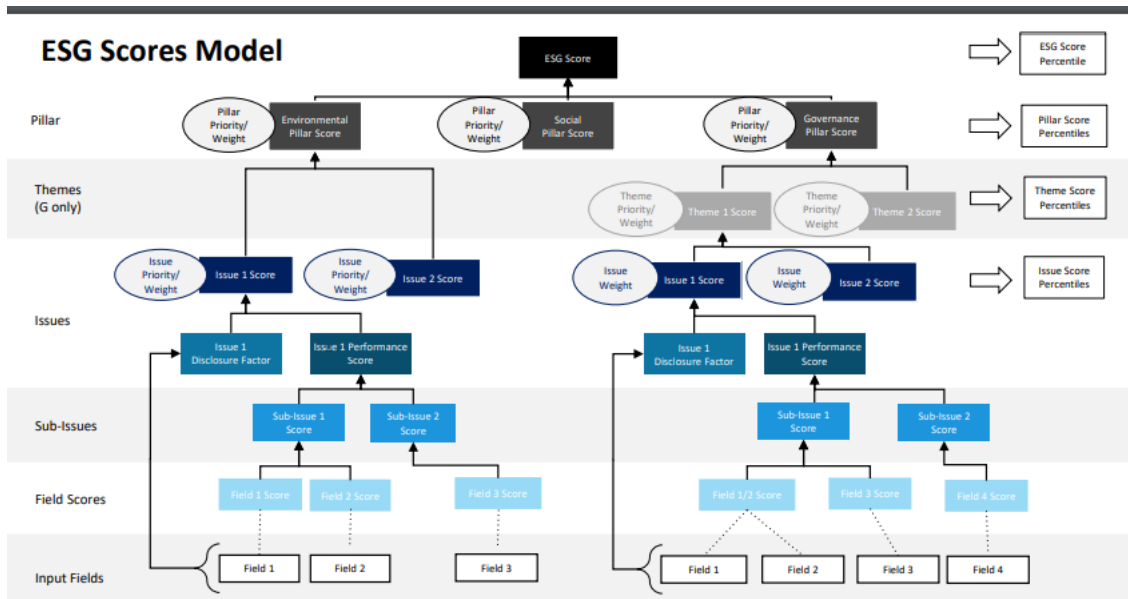 ESG Scores Model
ESG Score
ESG Score
Percentile
Pillar
Pillar
Priority/
Weight
Environmental
Pillar Score
Pillar
Priority/
Weight
Social
Pillar Score
Pillar
Priority/
Weight
Governance
Pillar Score
Pillar Score
Percentiles
Themes
(G only)
Theme
Priority/
Weight
Theme 1 Score
Theme
Priority/
Weight
Theme 2 Score
Theme Score
Percentiles
Issue
Priority/
Weight
Issue 1 Score
Issue
Priority/
Weight
Issue 2 Score
Issue
Weight
Issue 1 Score
Issue
Weight
Issue 2 Score
Issue Score
Percentiles
Issues
Issue 1
Disclosure Factor
Issue 1 Performance
Score
Issue 1
Disclosure Factor
Issue 1 Performance
Score
Sub-Issues
Sub-Issue 1
Score
Sub-Issue 2
Score
Sub-Issue 1
Score
Sub-Issue 2
Score
Field Scores
Field 1 Score
Field 2 Score
Field 3 Score
Field 1/2 Score
Field 3 Score
Field 4 Score
Input Fields
Field 1
Field 2
Field 3
Field 1
Field 2
Field 3
Field 4